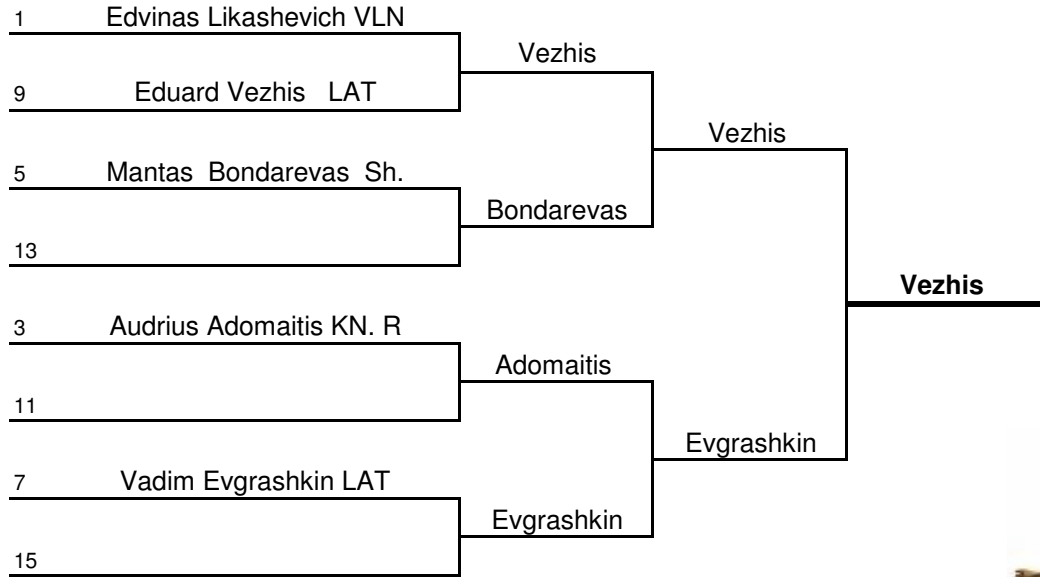 1 Edvinas Likashevich VLN
Vezhis
9 Eduard Vezhis LAT
Vezhis
5 Mantas Bondarevas Sh.
Bondarevas
13
Vezhis
3 Audrius Adomaitis KN. R
Adomaitis
11
Evgrashkin
7 Vadim Evgrashkin LAT
Evgrashkin
15